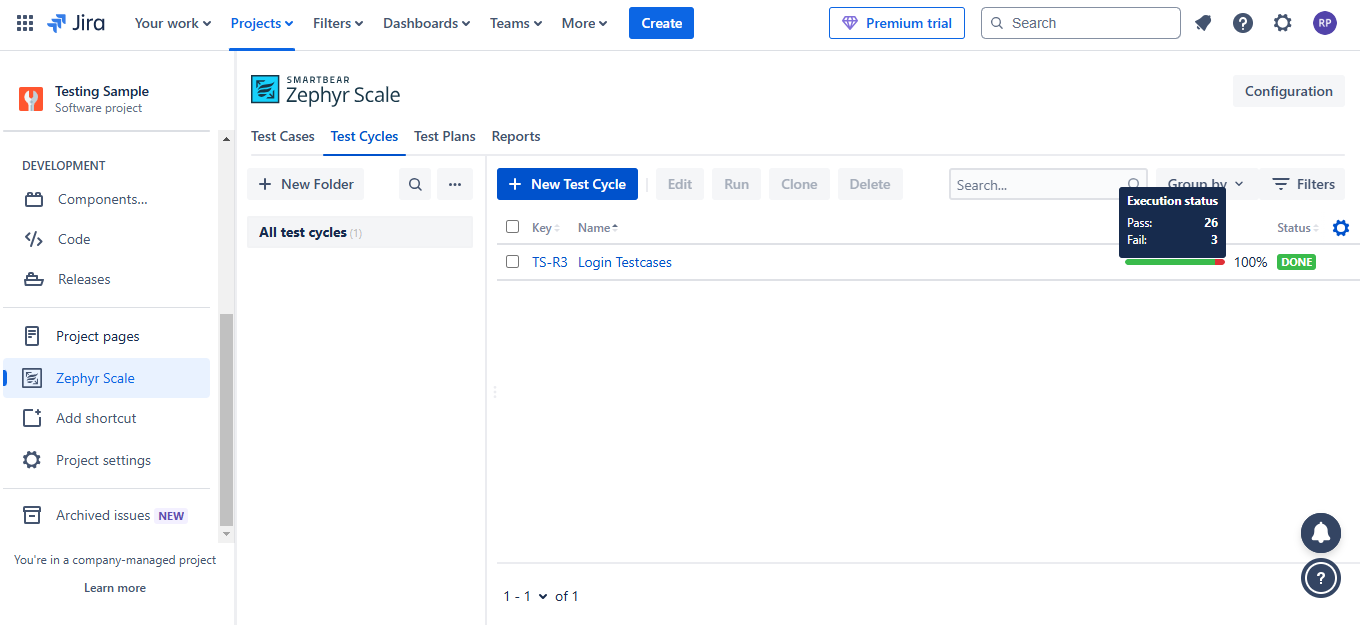 Jira
Your work Projects Filters Dashboards Teams More Create Premium trial Search RP
Testing Sample
Software project
DEVELOPMENT
Components...
Code
Releases
Project pages
Zephyr Scale
Add shortcut
Project settings
Archived issues NEW
You're in a company-managed project
Learn more
SMARTBEAR
Zephyr Scale
Configuration
Test Cases Test Cycles Test Plans Reports
+ New Folder ...
All test cycles (1)
+ New Test Cycle Edit Run Clone Delete Search... Group by Filters
Key Name Status
Execution status
Pass: 26
Fail: 3
TS-R3 Login Testcases 100% DONE
1 - 1 of 1
?